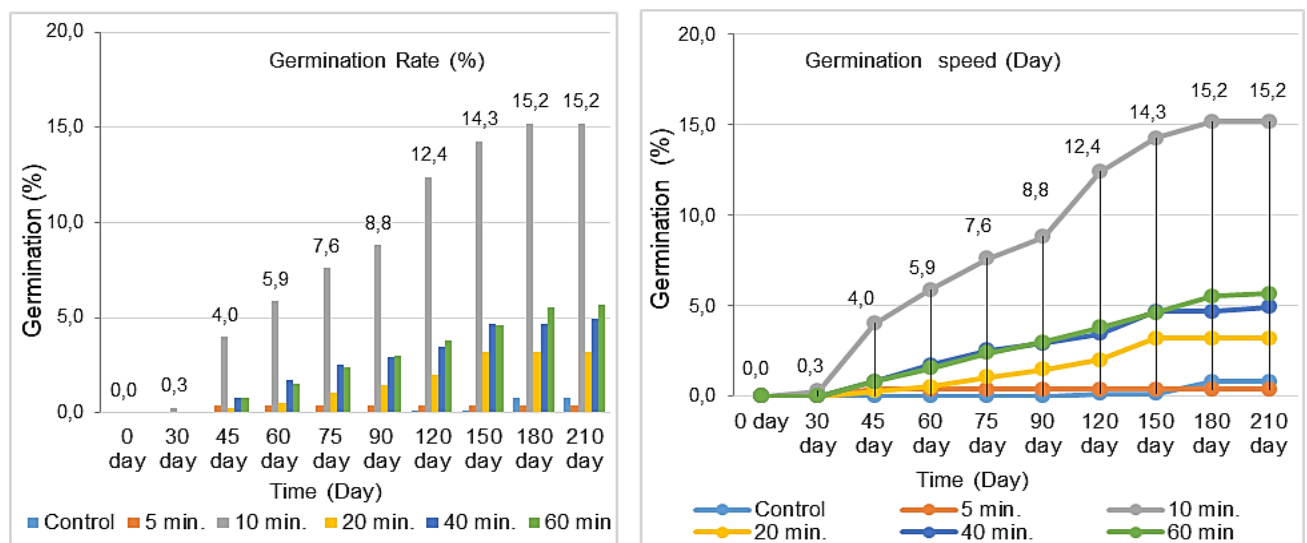 20,0
Germination Rate (%)
15,2
15,2
14,3
15,0
12,4
10,0
8,8
7,6
5,9
5,0
4,0
0,3
0,0
0,0
Germination (%)
0 30 45 60 75 90 120 150 180 210
day day day day day day day day day day
Time (Day)
Control 5 min. 10 min. 20 min. 40 min. 60 min
20,0
Germination speed (Day)
15,2
15,2
14,3
15,0
12,4
10,0
8,8
7,6
5,9
5,0
4,0
0,3
0,0
0,0
Germination (%)
0 day 30 45 60 75 90 120 150 180 210
day day day day day day day day day
Time (Day)
Control 5 min. 10 min.
20 min. 40 min. 60 min